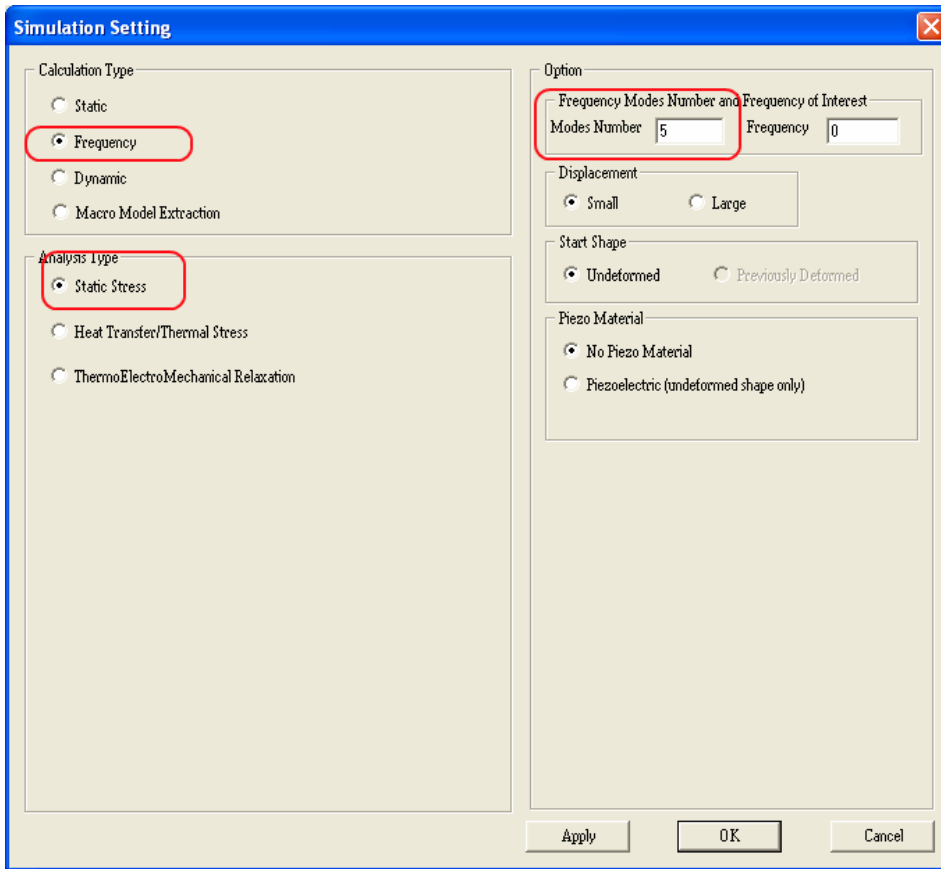 Simulation Setting
Calculation Type
Static
Frequency
Dynamic
Macro Model Extraction
Analysis Type
Static Stress
Heat Transfer/Thermal Stress
ThermoElectroMechanical Relaxation
Option
Frequency Modes Number and Frequency of Interest
Modes Number 5 Frequency 0
Displacement
Small Large
Start Shape
Undeformed Previously Deformed
Piezo Material
No Piezo Material
Piezoelectric (undeformed shape only)
Apply OK Cancel